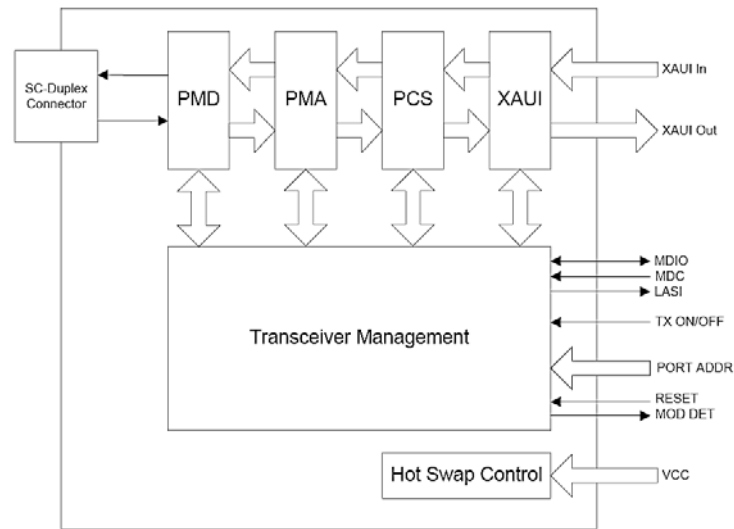 SC-Duplex
Connector
PMD
PMA
PCS
XAUI
XAUI In
XAUI Out
Transceiver Management
MDIO
MDC
LASI
TX ON/OFF
PORT ADDR
RESET
MOD DET
Hot Swap Control
VCC